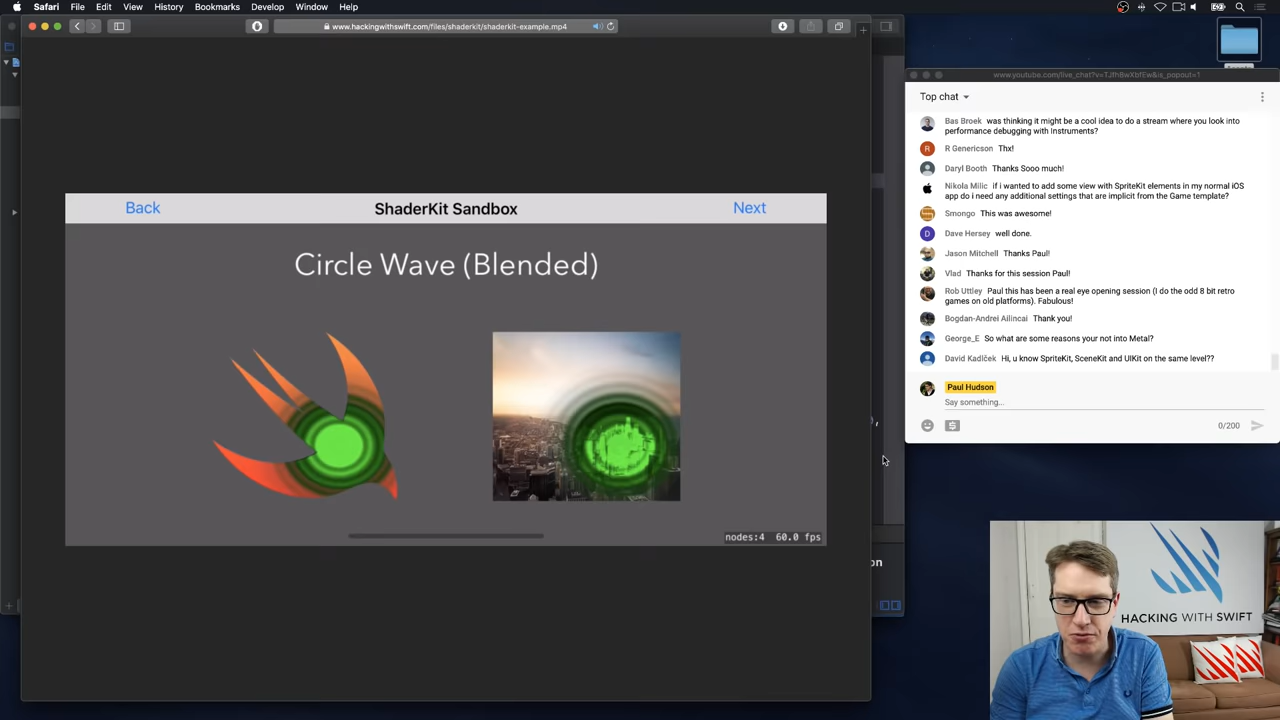 Safari File Edit View History Bookmarks Develop Window Help
www.hackingwithswift.com/files/shaderkit/shaderkit-example.mp4
Back ShaderKit Sandbox Next
Circle Wave (Blended)
nodes:4 60.0 fps
Top chat
Bas Broek was thinking it might be a cool idea to do a stream where you look into
performance debugging with Instruments?
R Genericson Thx!
Daryl Booth Thanks Sooo much!
Nikola Milic if i wanted to add some view with SpriteKit elements in my normal iOS
app do i need any additional settings that are implicit from the Game template?
Smongo This was awesome!
Dave Hersey well done.
Jason Mitchell Thanks Paul!
Vlad Thanks for this session Paul!
Rob Uttley Paul this has been a real eye opening session (I do the odd 8 bit retro
games on old platforms). Fabulous!
Bogdan-Andrei Ailincai Thank you!
George_E So what are some reasons your not into Metal?
David Kadlček Hi, u know SpriteKit, SceneKit and UIKit on the same level??
Paul Hudson
Say something...
0/200
HACKING WITH SWIFT